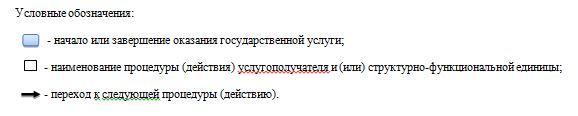 Условные обозначения:
- начало или завершение оказания государственной услуги;
- наименование процедуры (действия) услугополучателя и (или) структурно-функциональной единицы;
- переход к следующей процедуры (действию).